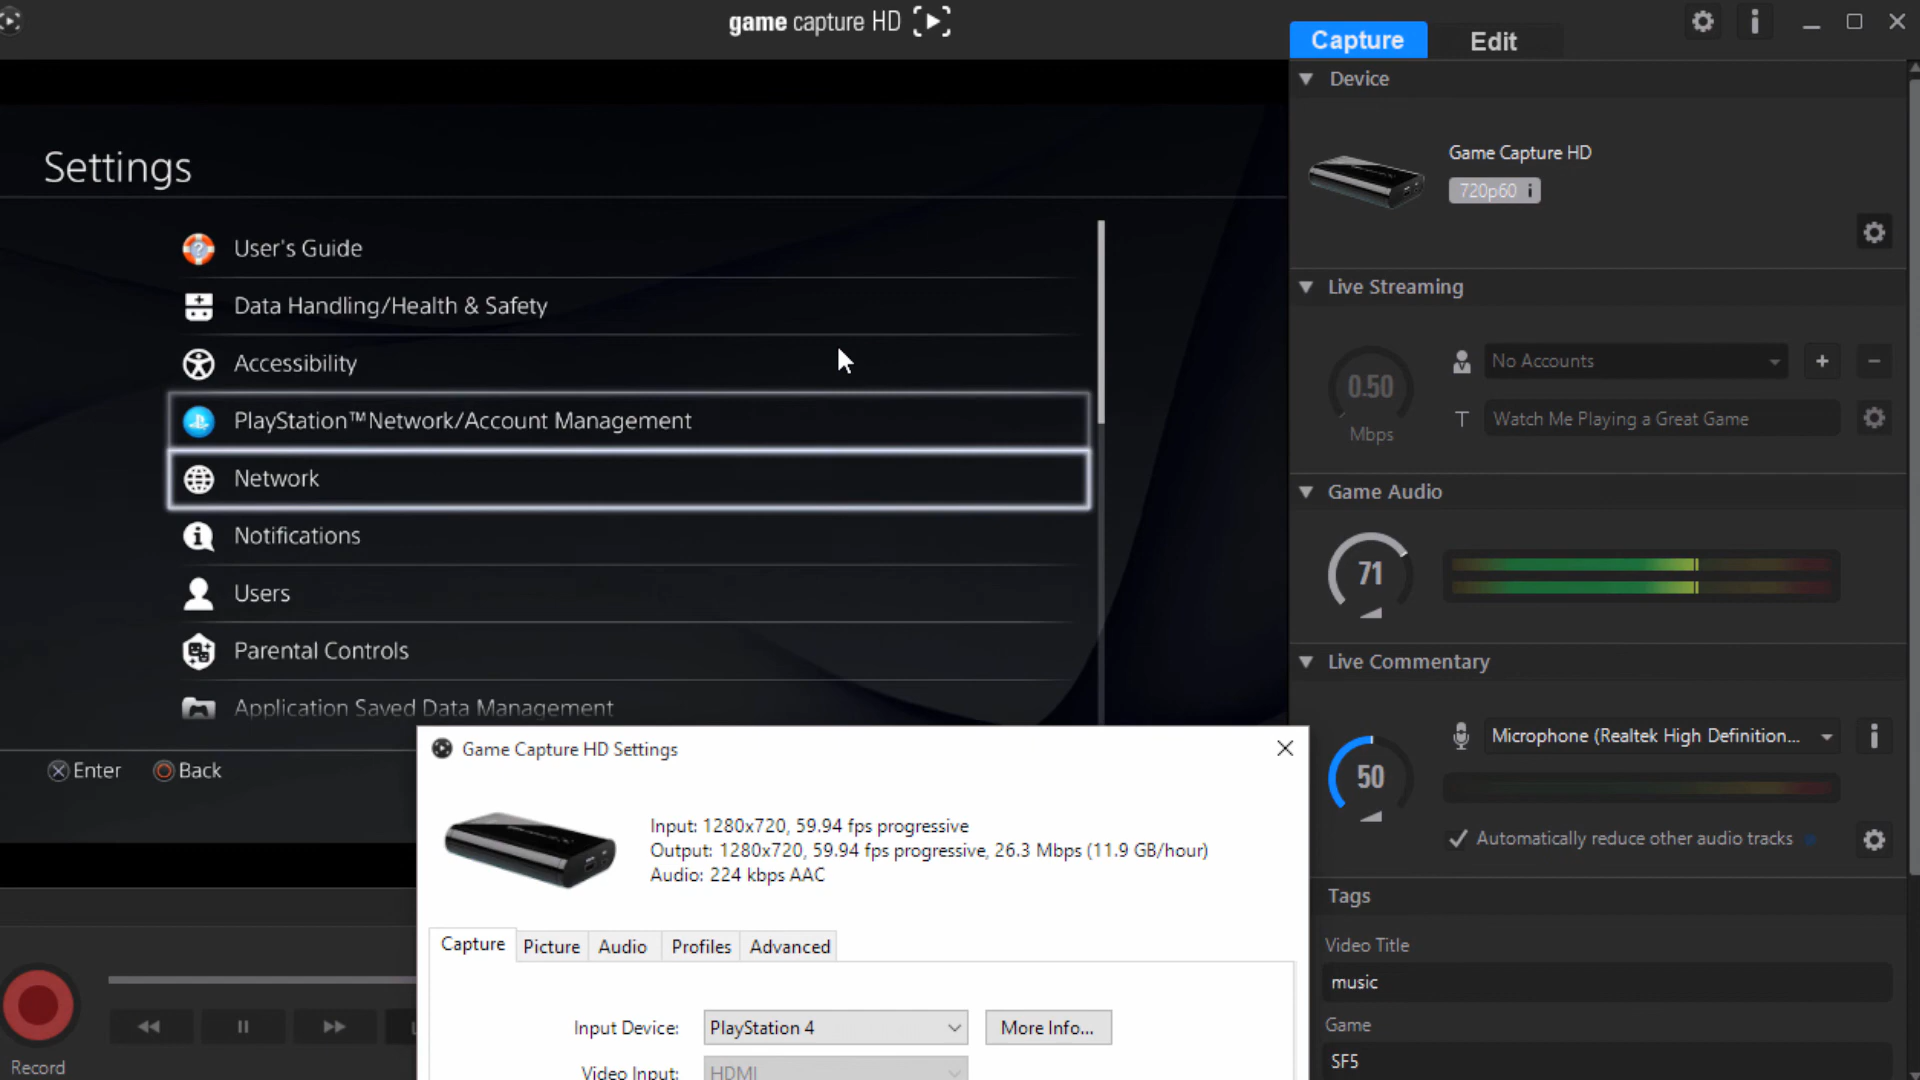 game capture HD
Capture
Edit
Device
Game Capture HD
720p60 i
Live Streaming
0.50
Mbps
No Accounts
+
−
T
Watch Me Playing a Great Game
Game Audio
71
Live Commentary
50
Microphone (Realtek High Definition...
Automatically reduce other audio tracks
Tags
Video Title
music
Game
SF5
Settings
User's Guide
Data Handling/Health & Safety
Accessibility
PlayStation™Network/Account Management
Network
Notifications
Users
Parental Controls
Application Saved Data Management
Enter
Back
Record
Game Capture HD Settings
Input: 1280x720, 59.94 fps progressive
Output: 1280x720, 59.94 fps progressive, 26.3 Mbps (11.9 GB/hour)
Audio: 224 kbps AAC
Capture
Picture
Audio
Profiles
Advanced
Input Device:
PlayStation 4
More Info...
Video Input:
HDMI